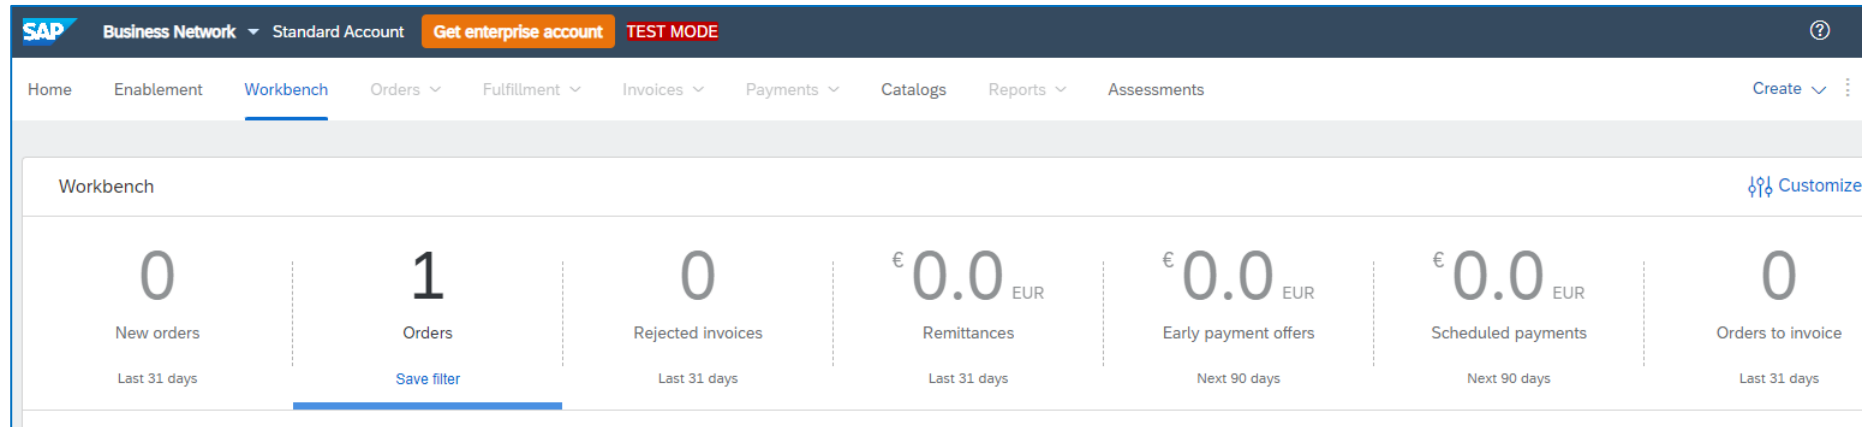 SAP Business Network Standard Account Get enterprise account TEST MODE
Home Enablement Workbench Orders Fulfillment Invoices Payments Catalogs Reports Assessments Create
Workbench Customize
0 1 0 € 0.0 EUR € 0.0 EUR € 0.0 EUR 0
New orders Orders Rejected invoices Remittances Early payment offers Scheduled payments Orders to invoice
Last 31 days Save filter Last 31 days Last 31 days Next 90 days Next 90 days Last 31 days